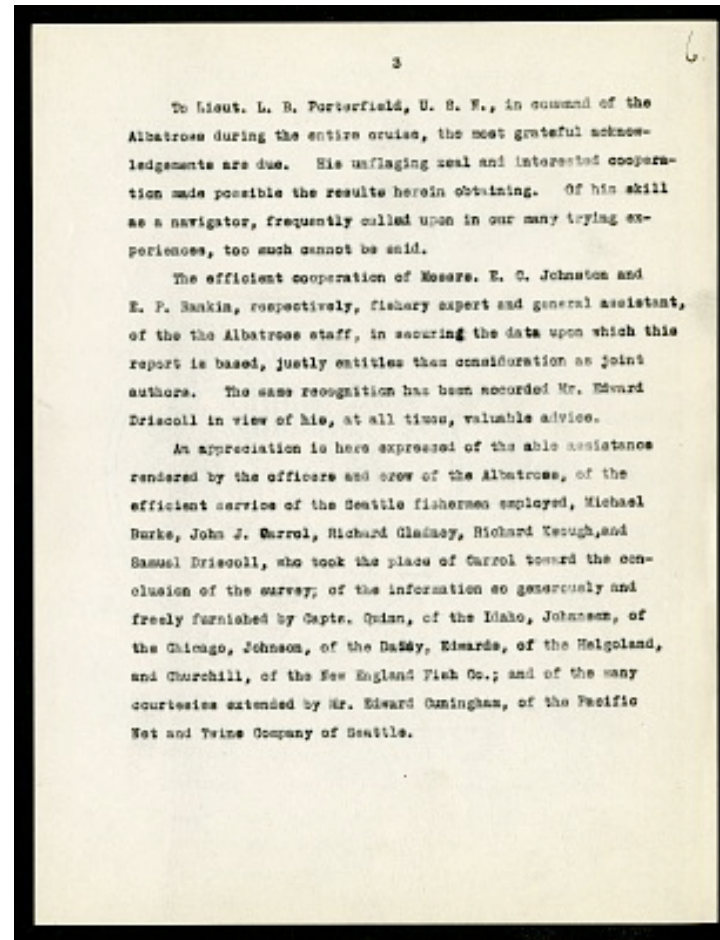 3
6.
To Lieut. L. B. Porterfield, U. S. N., in command of the
Albatross during the entire cruise, the most grateful acknow-
ledgements are due. His unflaging zeal and interested coopera-
tion made possible the results herein obtaining. Of his skill
as a navigator, frequently called upon in our many trying ex-
periences, too much cannot be said.
The efficient cooperation of Messrs. E. C. Johnston and
E. P. Rankin, respectively, fishery expert and general assistant,
of the the Albatross staff, in securing the data upon which this
report is based, justly entitles them consideration as joint
authors. The same recognition has been accorded Mr. Edward
Driscoll in view of his, at all times, valuable advice.
An appreciation is here expressed of the able assistance
rendered by the officers and crew of the Albatross, of the
efficient service of the Seattle fishermen employed, Michael
Burke, John J. Carrol, Richard Gladney, Richard Keough,and
Samuel Driscoll, who took the place of Carrol toward the con-
clusion of the survey; of the information so generously and
freely furnished by Capts. Quinn, of the Idaho, Johnson, of
the Chicago, Johnson, of the Edwards, of the Helgoland,
and Churchill, of the New England Fish Co.; and of the many
courtesies extended by Mr. Edward Cuningham, of the Pacific
Net and Twine Company of Seattle.